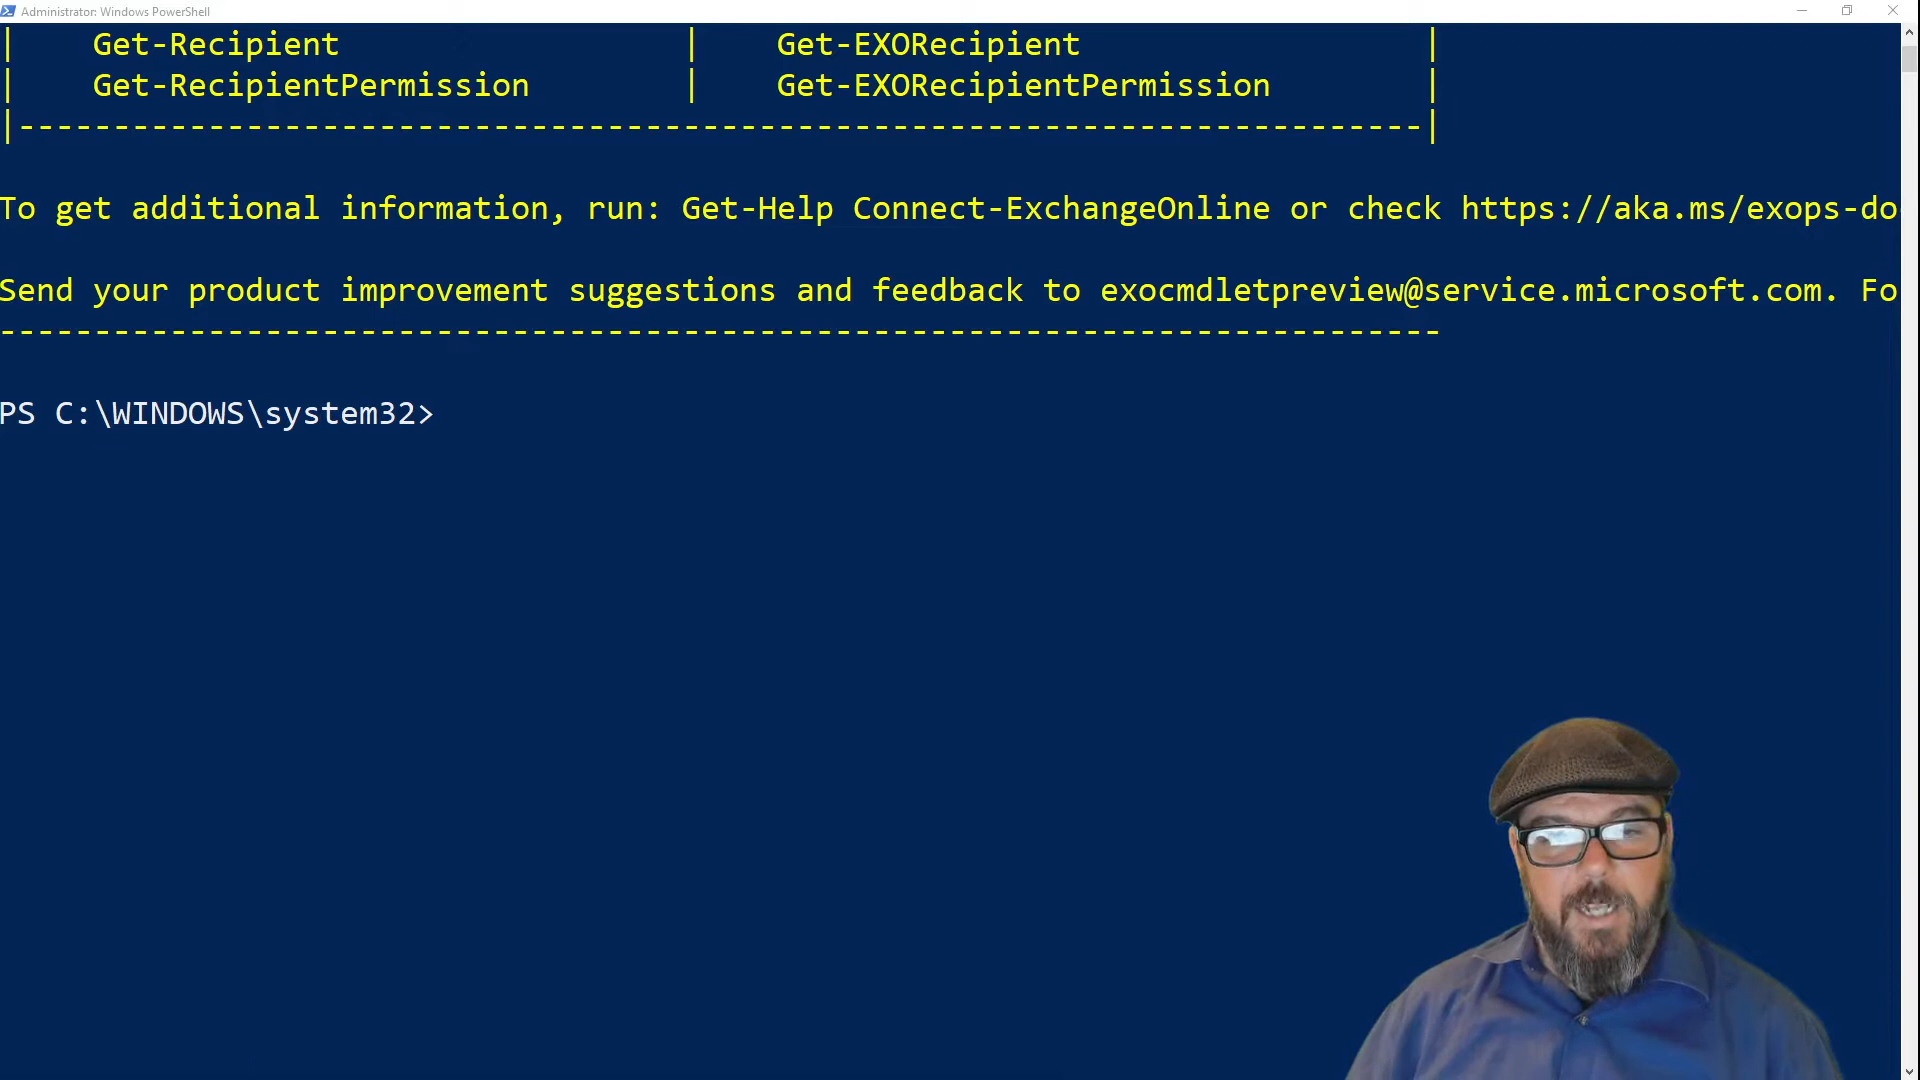 Administrator: Windows PowerShell
| Get-Recipient | Get-EXORecipient |
| Get-RecipientPermission | Get-EXORecipientPermission |
|--------------------------------------------------------------------------|
To get additional information, run: Get-Help Connect-ExchangeOnline or check https://aka.ms/exops-do
Send your product improvement suggestions and feedback to exocmdletpreview@service.microsoft.com. Fo
----------------------------------------------------------------------------
PS C:\WINDOWS\system32>